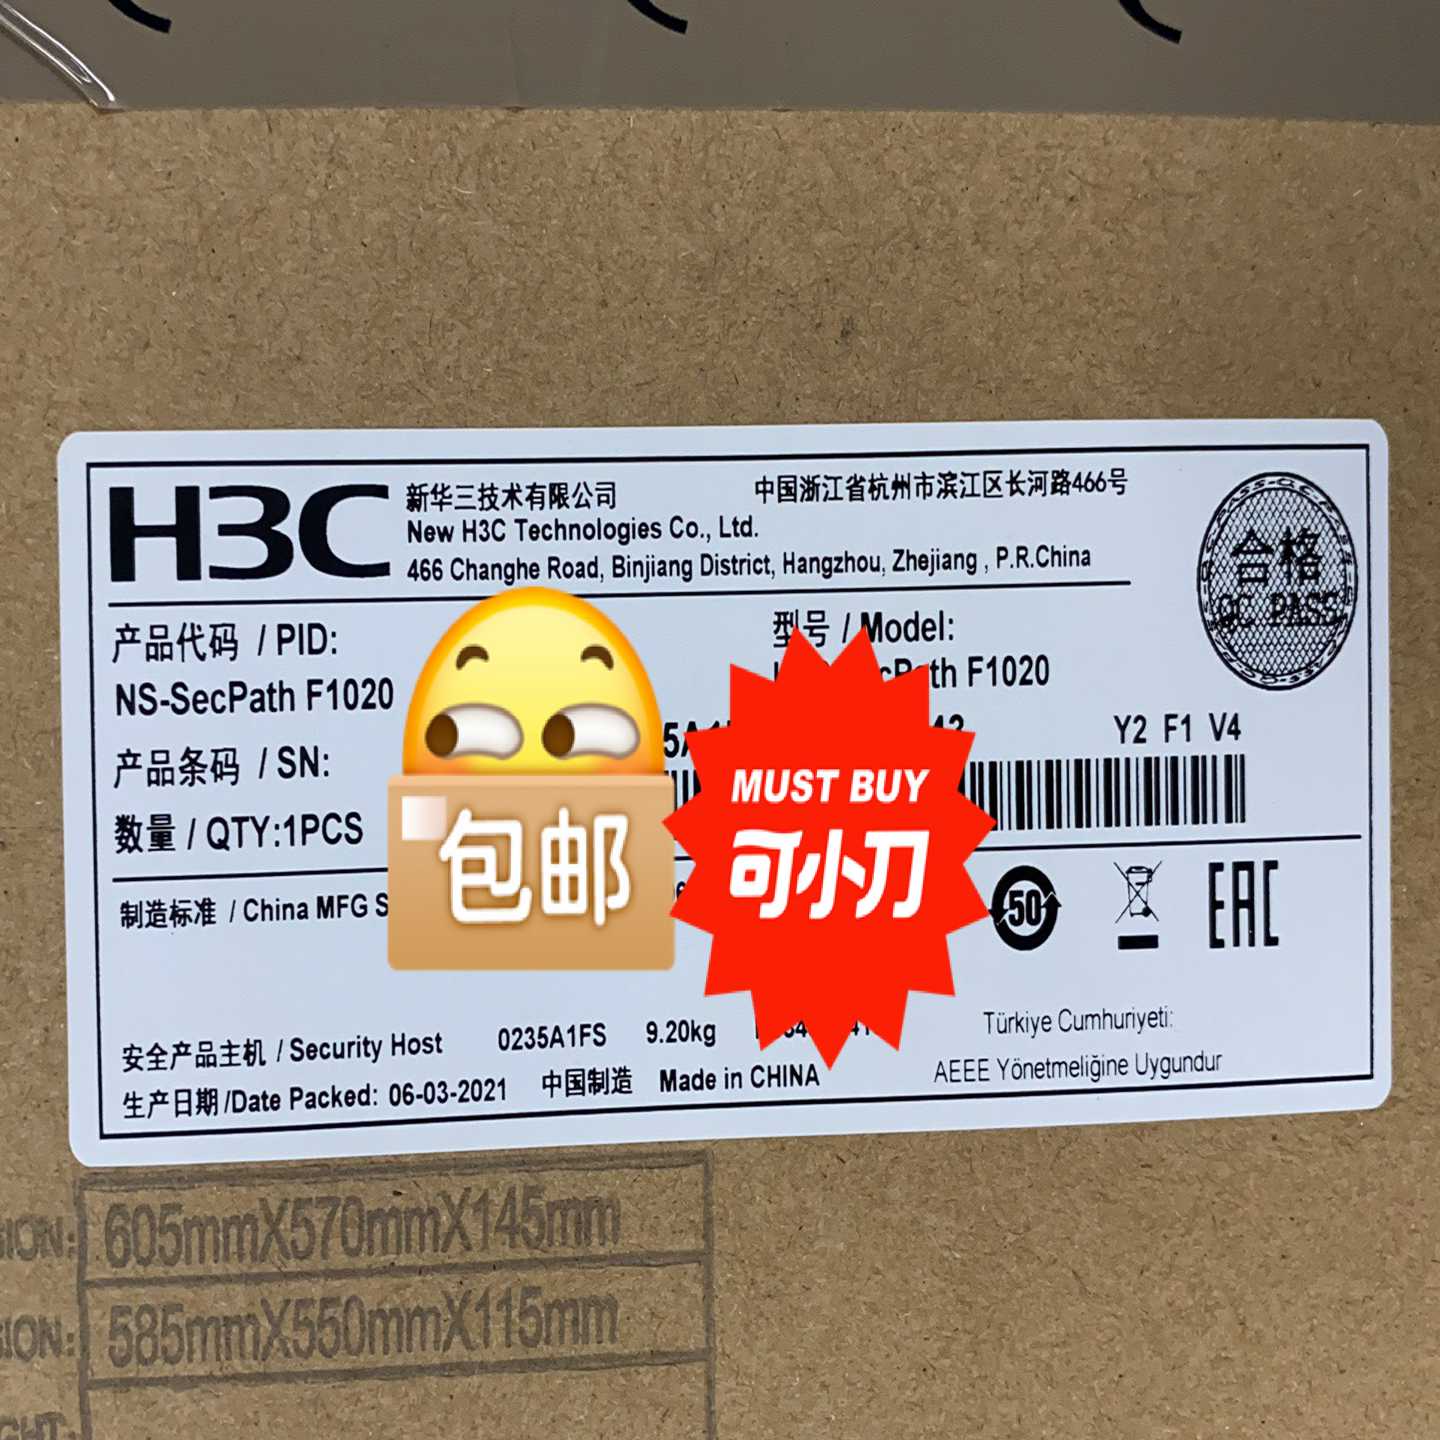 H3C
新华三技术有限公司
中国浙江省杭州市滨江区长河路466号
New H3C Technologies Co., Ltd.
466 Changhe Road, Binjiang District, Hangzhou, Zhejiang , P.R.China
合格
QC PASS
产品代码 / PID:
型号 / Model:
NS-SecPath F1020
F1020
产品条码 / SN:
Y2 F1 V4
数量 / QTY:1PCS
MUST BUY
可小刀
包邮
制造标准 / China MFG
50
EAC
安全产品主机 / Security Host 0235A1FS 9.20kg
Türkiye Cumhuriyeti:
AEEE Yönetmeliğine Uygundur
生产日期 /Date Packed: 06-03-2021 中国制造 Made in CHINA
605mmX570mmX145mm
585mmX550mmX115mm